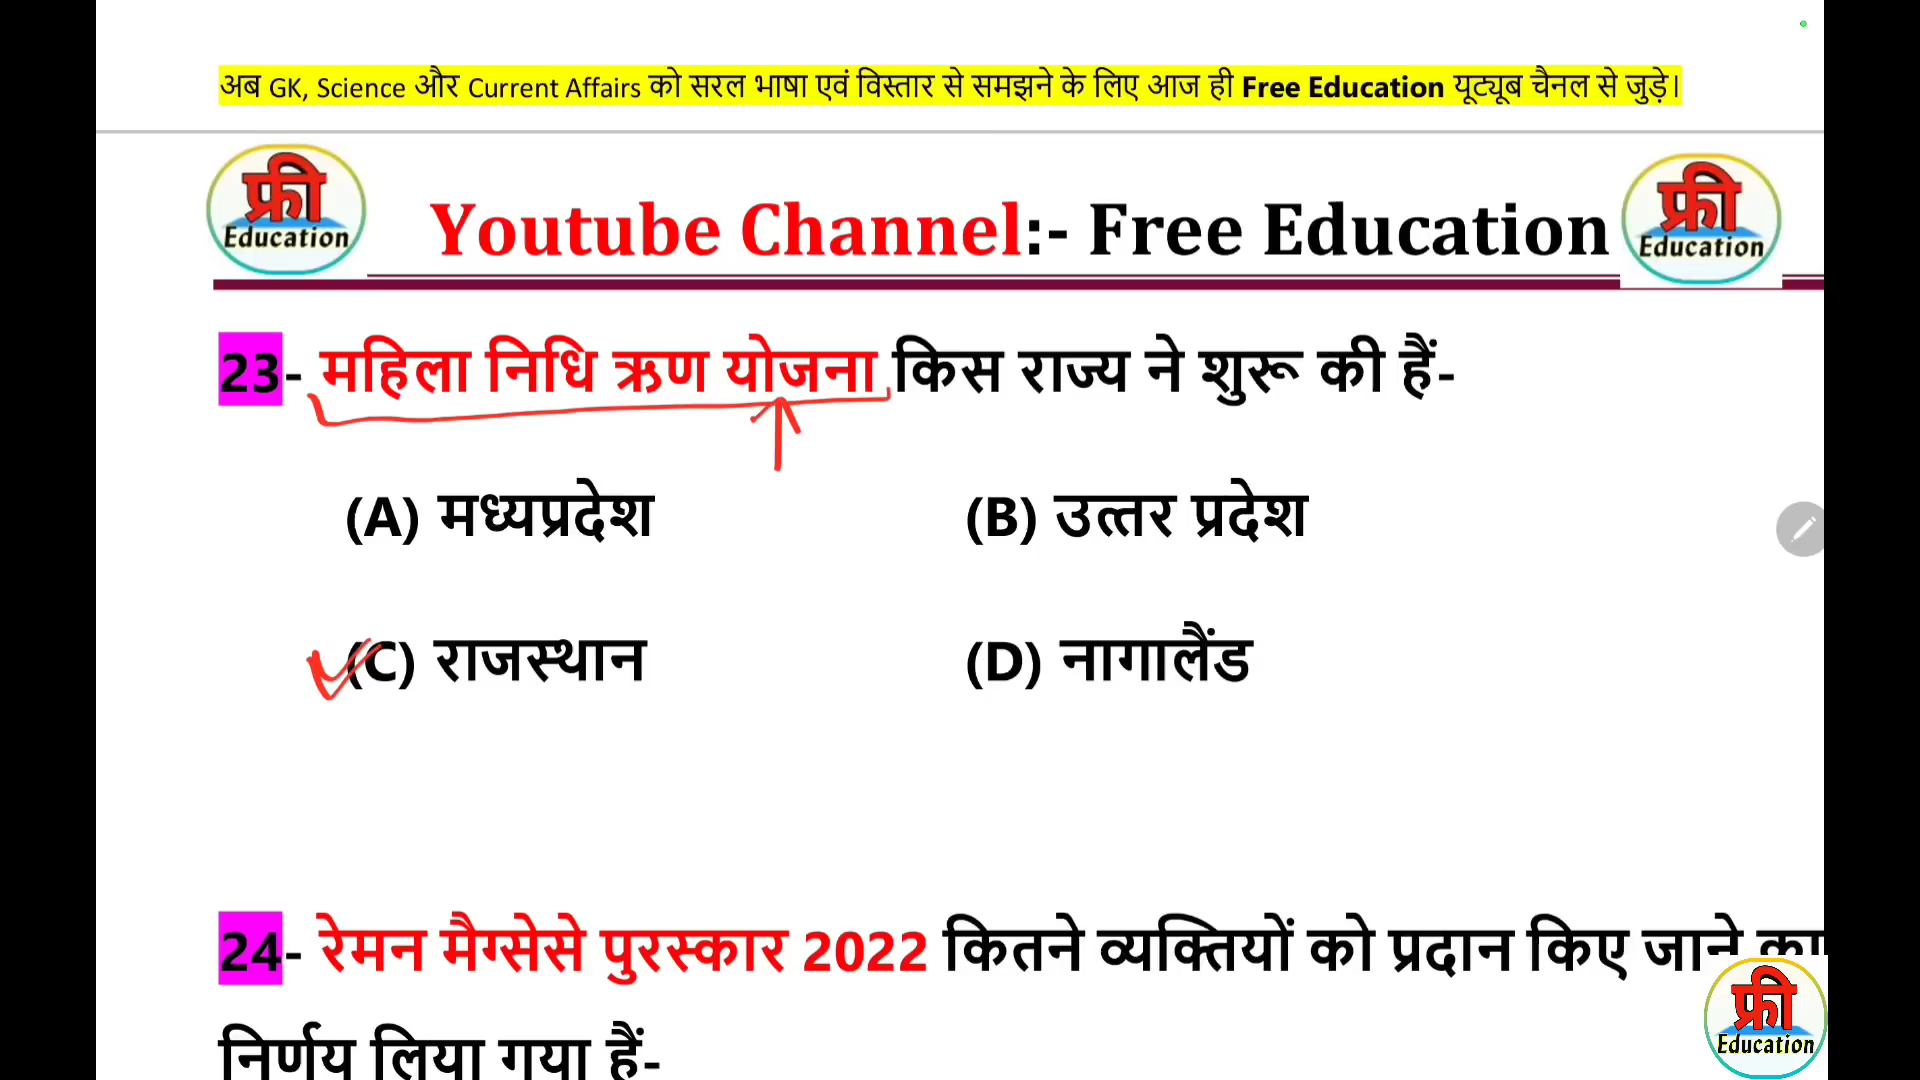 अब GK, Science और Current Affairs को सरल भाषा एवं विस्तार से समझने के लिए आज ही Free Education यूट्यूब चैनल से जुड़े।
फ्री Education
Youtube Channel:- Free Education
फ्री Education
23- महिला निधि ऋण योजना किस राज्य ने शुरू की हैं-
(A) मध्यप्रदेश (B) उत्तर प्रदेश
(C) राजस्थान (D) नागालैंड
24- रेमन मैग्सेसे पुरस्कार 2022 कितने व्यक्तियों को प्रदान किए जाने का
निर्णय लिया गया हैं-
फ्री Education